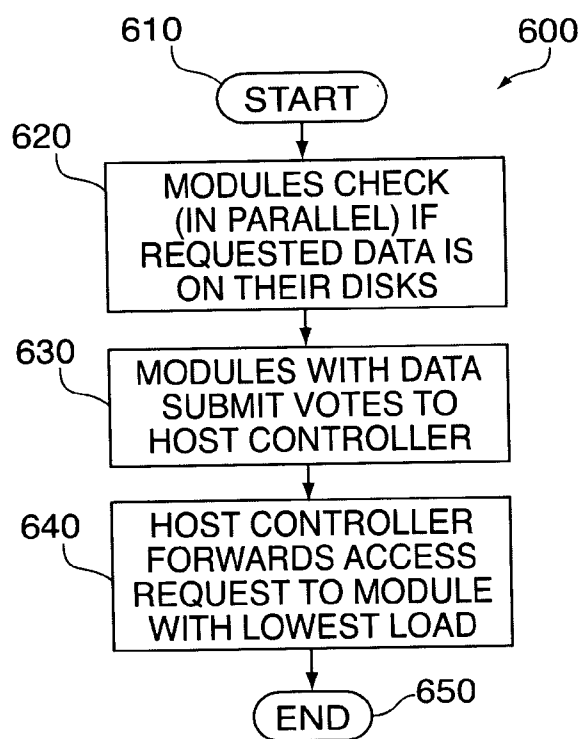 610
600
START
620
MODULES CHECK
(IN PARALLEL) IF
REQUESTED DATA IS
ON THEIR DISKS
630
MODULES WITH DATA
SUBMIT VOTES TO
HOST CONTROLLER
640
HOST CONTROLLER
FORWARDS ACCESS
REQUEST TO MODULE
WITH LOWEST LOAD
END
650